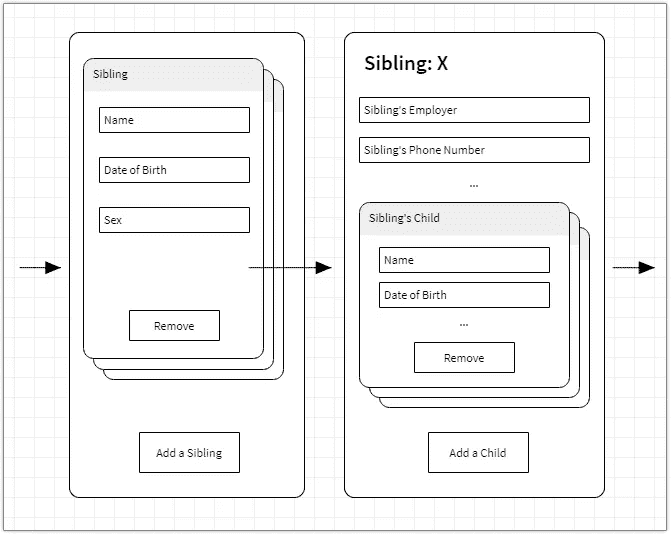 Sibling
Name
Date of Birth
Sex
Remove
Add a Sibling
Sibling: X
Sibling's Employer
Sibling's Phone Number
...
Sibling's Child
Name
Date of Birth
...
Remove
Add a Child